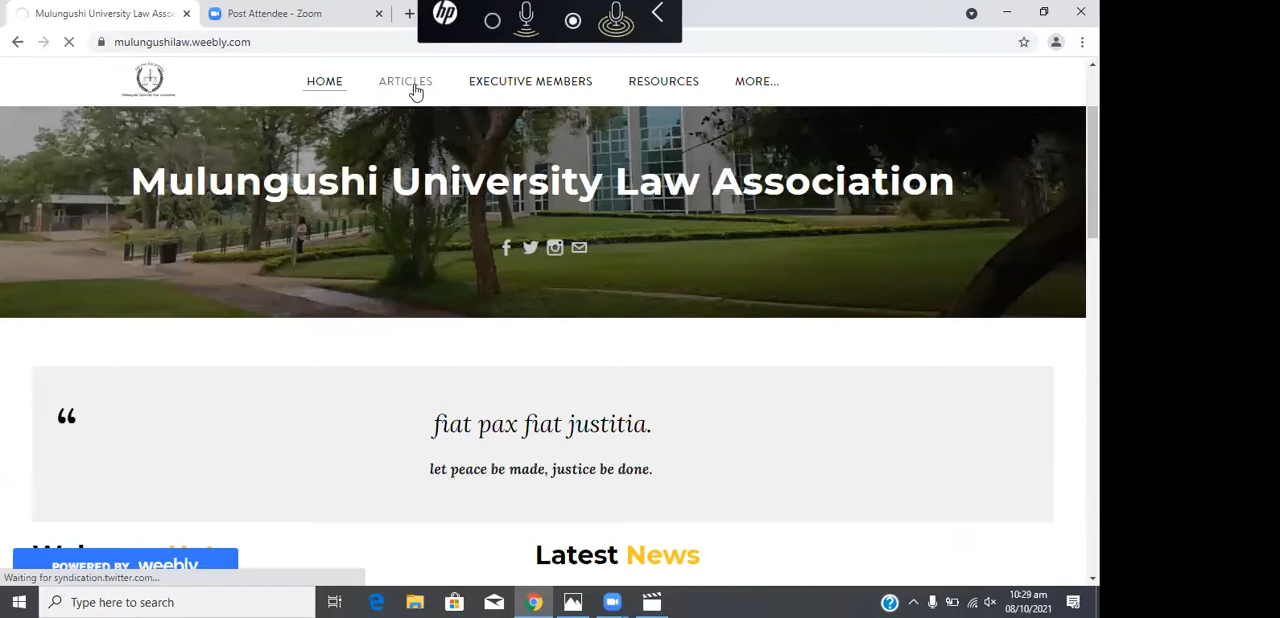 Mulungushi University Law Assoc
Post Attendee - Zoom
hp
mulungushilaw.weebly.com
HOME
ARTICLES
EXECUTIVE MEMBERS
RESOURCES
MORE...
Mulungushi University Law Association
“
fiat pax fiat justitia.
let peace be made, justice be done.
Latest News
POWERED BY weebly
Waiting for syndication.twitter.com...
Type here to search
10:29 am
08/10/2021